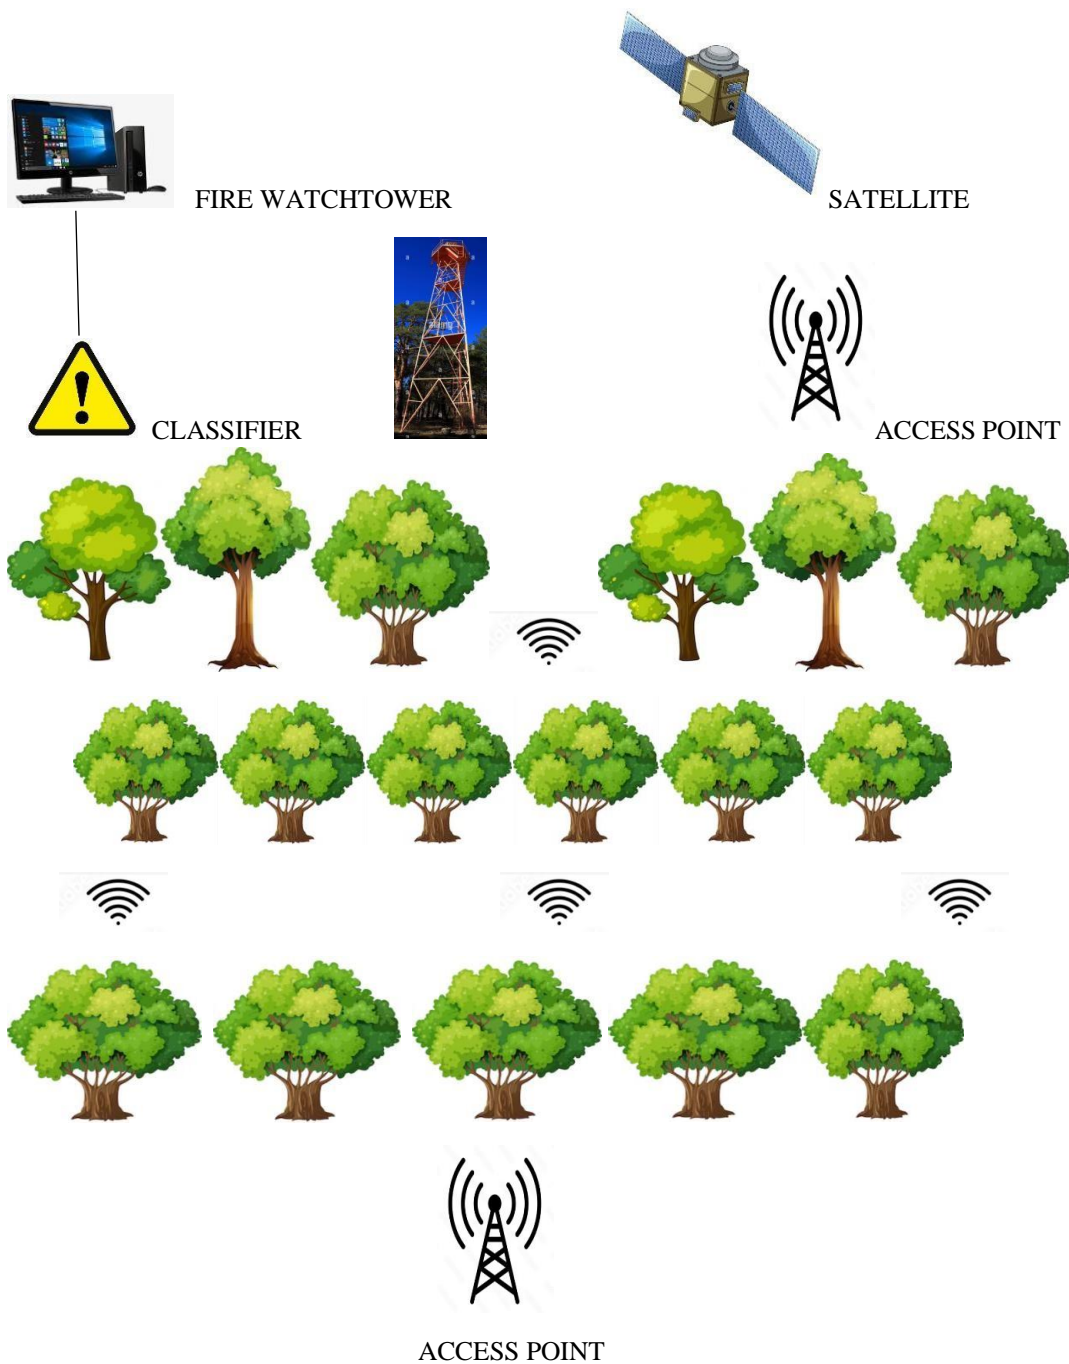 FIRE WATCHTOWER
SATELLITE
CLASSIFIER
ACCESS POINT
ACCESS POINT